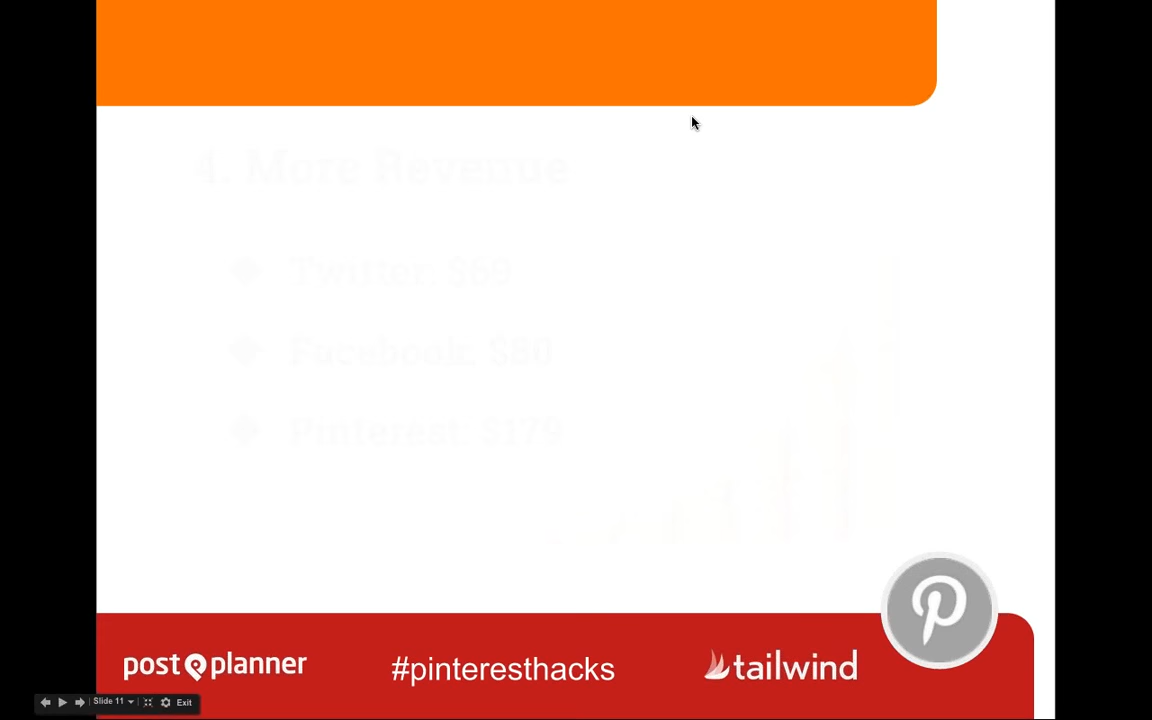 4. More Revenue
Twitter: $69
Facebook: $80
Pinterest: $179
post planner
#pinteresthacks
tailwind
Slide 11
Exit